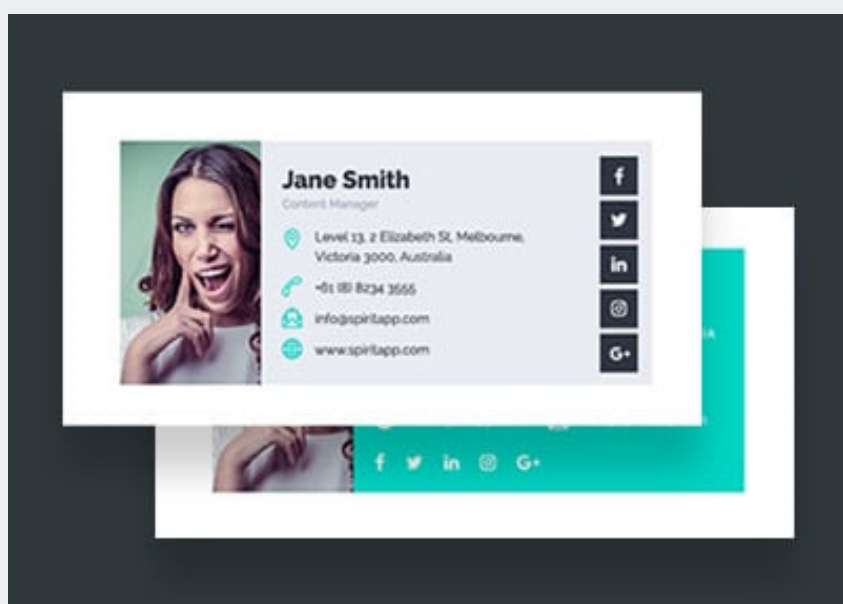 Jane Smith
Content Manager
Level 13, 2 Elizabeth St, Melbourne,
Victoria 3000, Australia
+61 (8) 8234 3555
info@spiritapp.com
www.spiritapp.com
f
in
G+
IA
f
in
G+